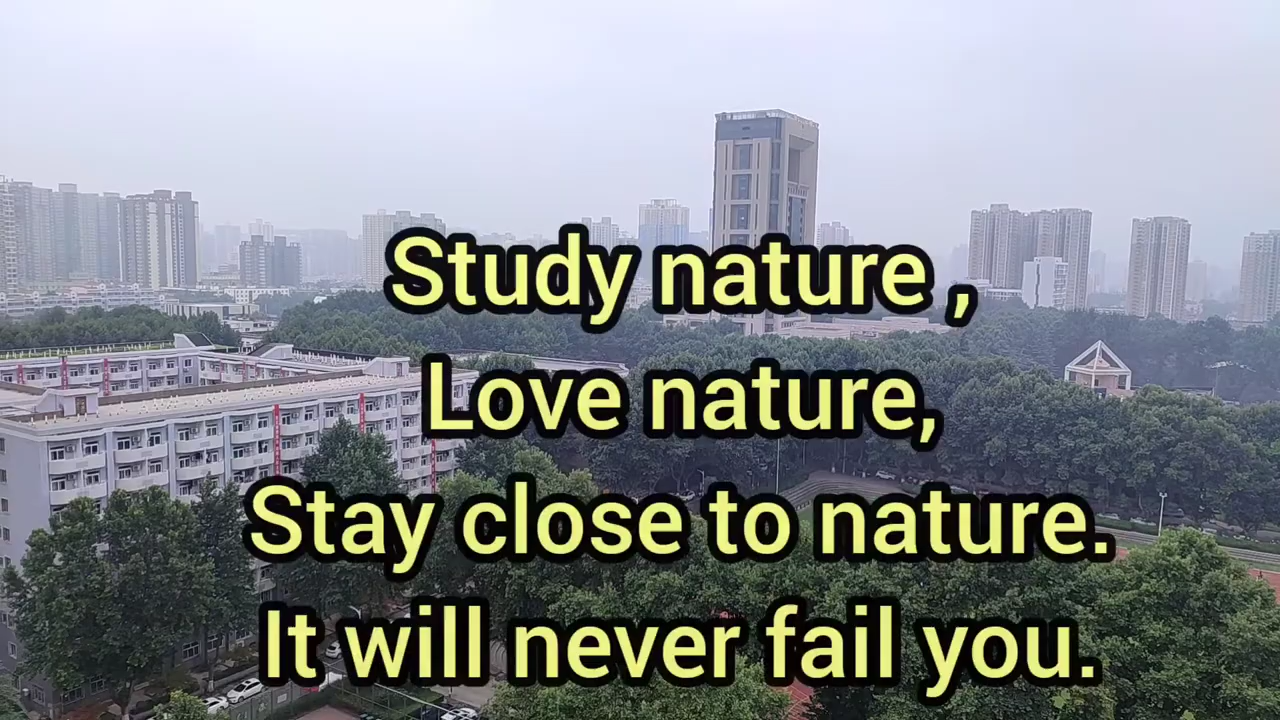 Study nature ,
Love nature,
Stay close to nature.
It will never fail you.